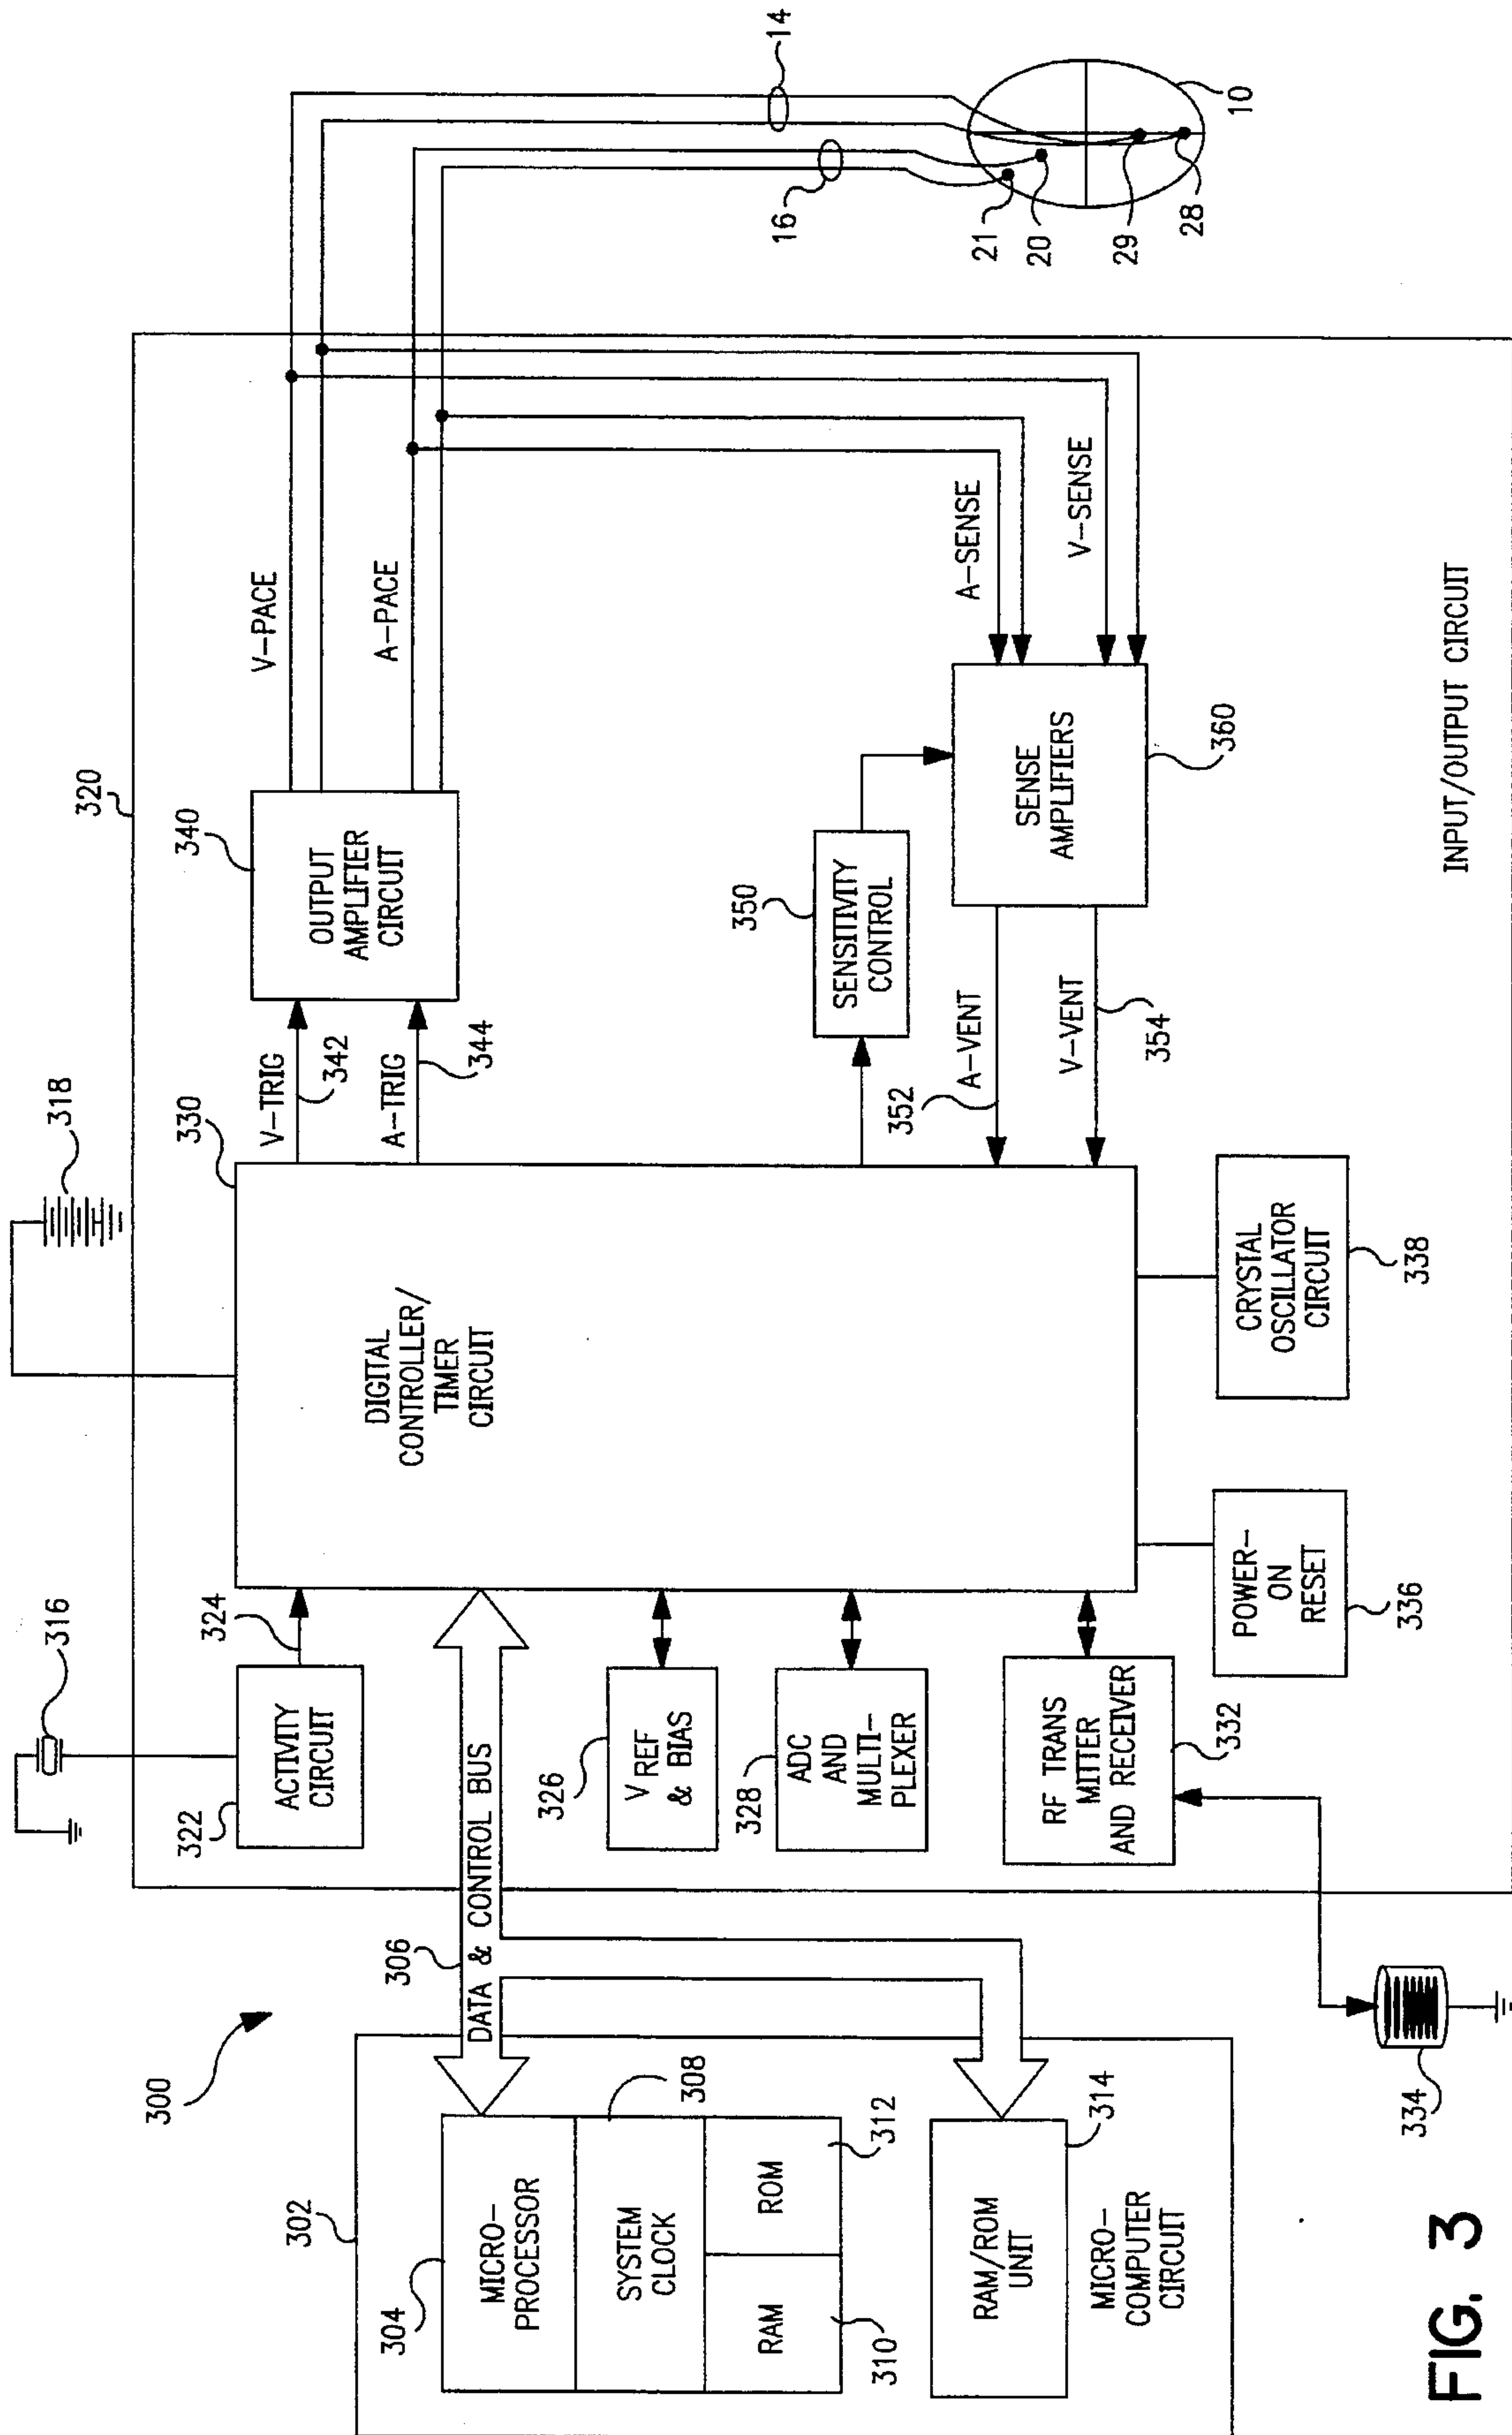 300
302
304
MICRO-
PROCESSOR
SYSTEM
CLOCK
308
RAM
ROM
310
312
RAM/ROM
UNIT
314
MICRO-
COMPUTER
CIRCUIT
306
DATA & CONTROL BUS
316
318
320
322
ACTIVITY
CIRCUIT
324
326
VREF
& BIAS
328
ADC
AND
MULTI-
PLEXER
RF TRANS
MITTER
AND RECEIVER
332
334
330
DIGITAL
CONTROLLER/
TIMER
CIRCUIT
POWER-
ON
RESET
336
CRYSTAL
OSCILLATOR
CIRCUIT
338
V-TRIG
342
A-TRIG
344
340
OUTPUT
AMPLIFIER
CIRCUIT
V-PACE
A-PACE
350
SENSITIVITY
CONTROL
352
A-VENT
V-VENT
354
SENSE
AMPLIFIERS
360
A-SENSE
V-SENSE
INPUT/OUTPUT CIRCUIT
14
16
21
20
29
28
10
FIG. 3